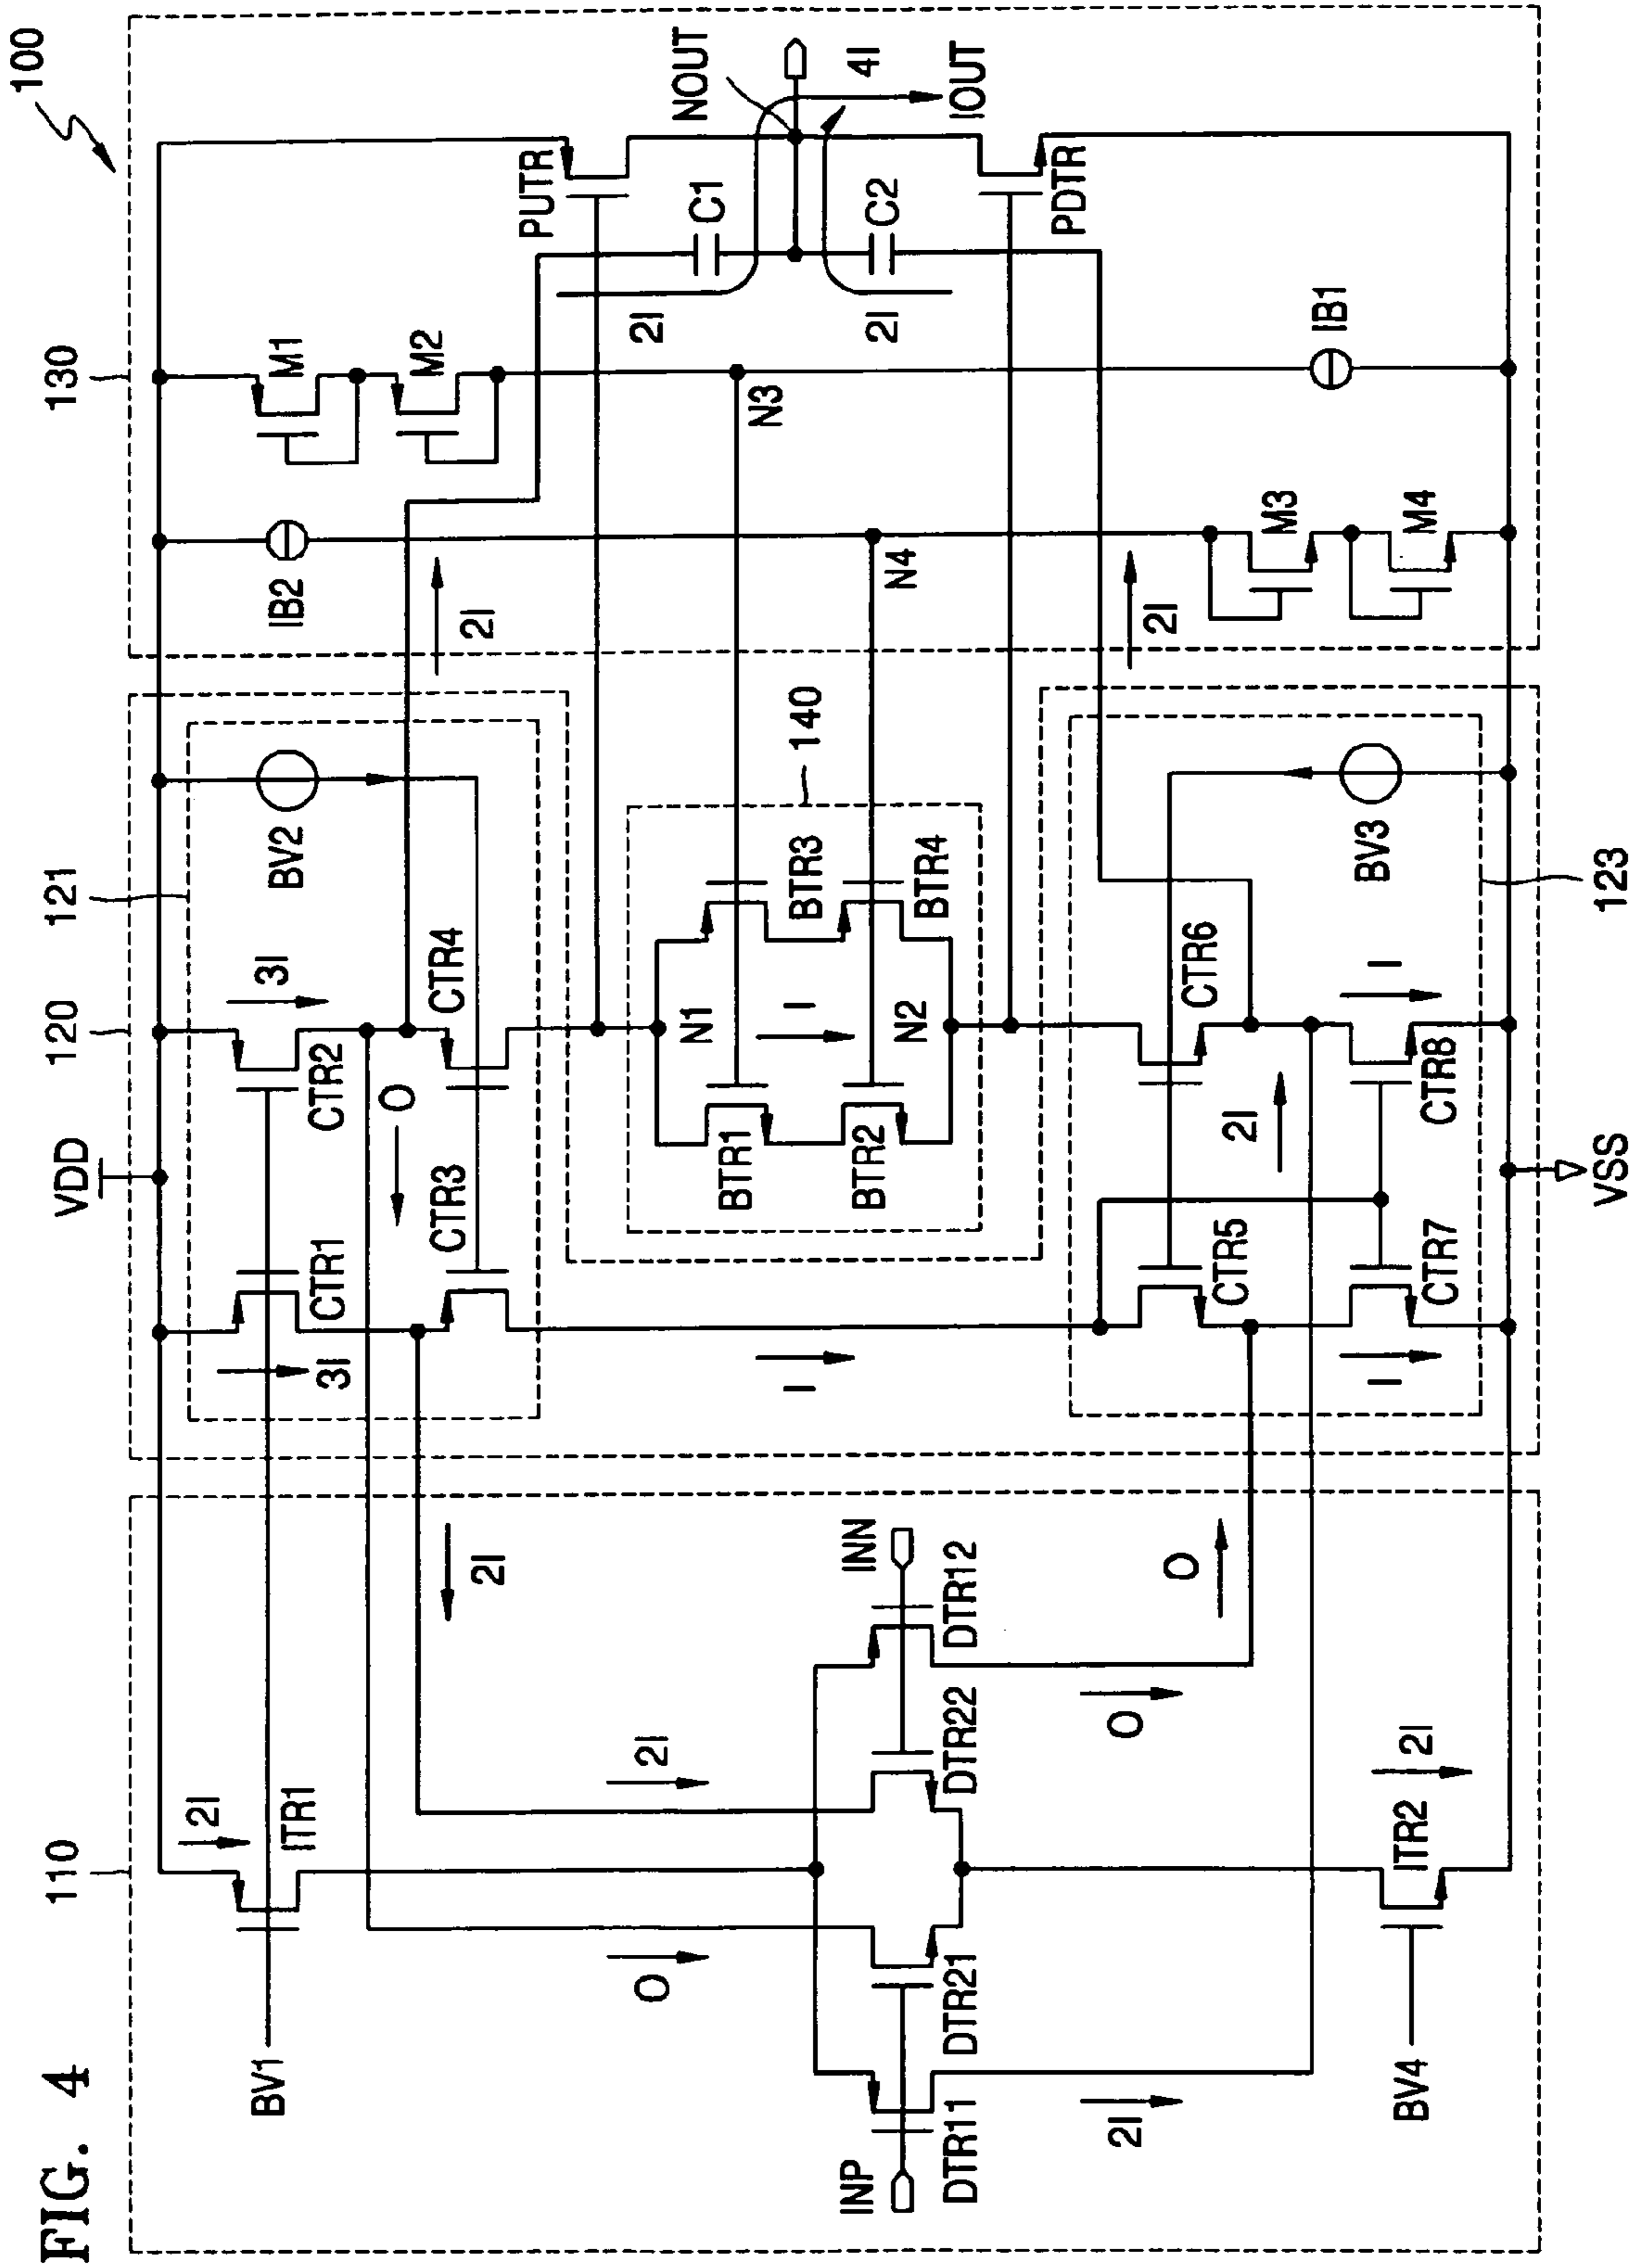 FIG. 4
100
110
120
121
130
VDD
BV1
2I
ITR1
3I
CTR1
3I
CTR2
BV2
IB2
M1
M2
PUTR
NOUT
O
CTR3
CTR4
2I
2I
C1
4I
IOUT
2I
O
2I
INP
DTR11
DTR21
DTR22
INN
DTR12
I
140
N1
I
N2
BTR1
BTR2
BTR3
BTR4
N3
N4
2I
C2
PDTR
2I
O
O
2I
CTR5
CTR6
2I
BV3
M3
M4
IB1
BV4
ITR2
2I
I
CTR7
CTR8
I
123
VSS